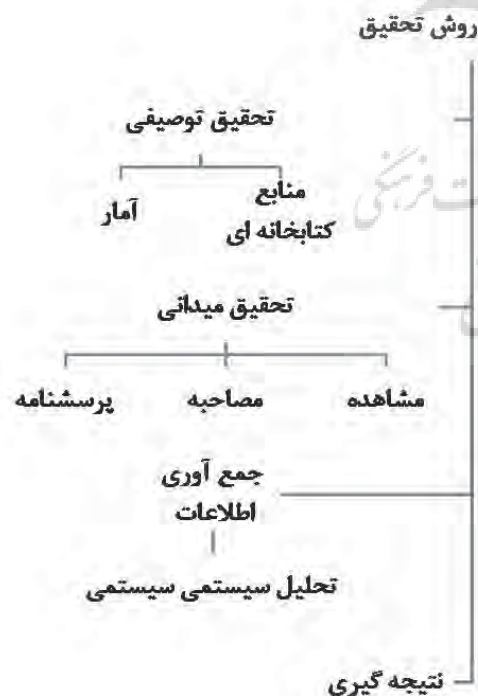 روش تحقیق
تحقیق توصیفی
منابع
کتابخانه ای
آمار
تحقیق میدانی
مشاهده مصاحبه پرسشنامه
جمع آوری
اطلاعات
تحلیل سیستمی سیستمی
نتیجه گیری